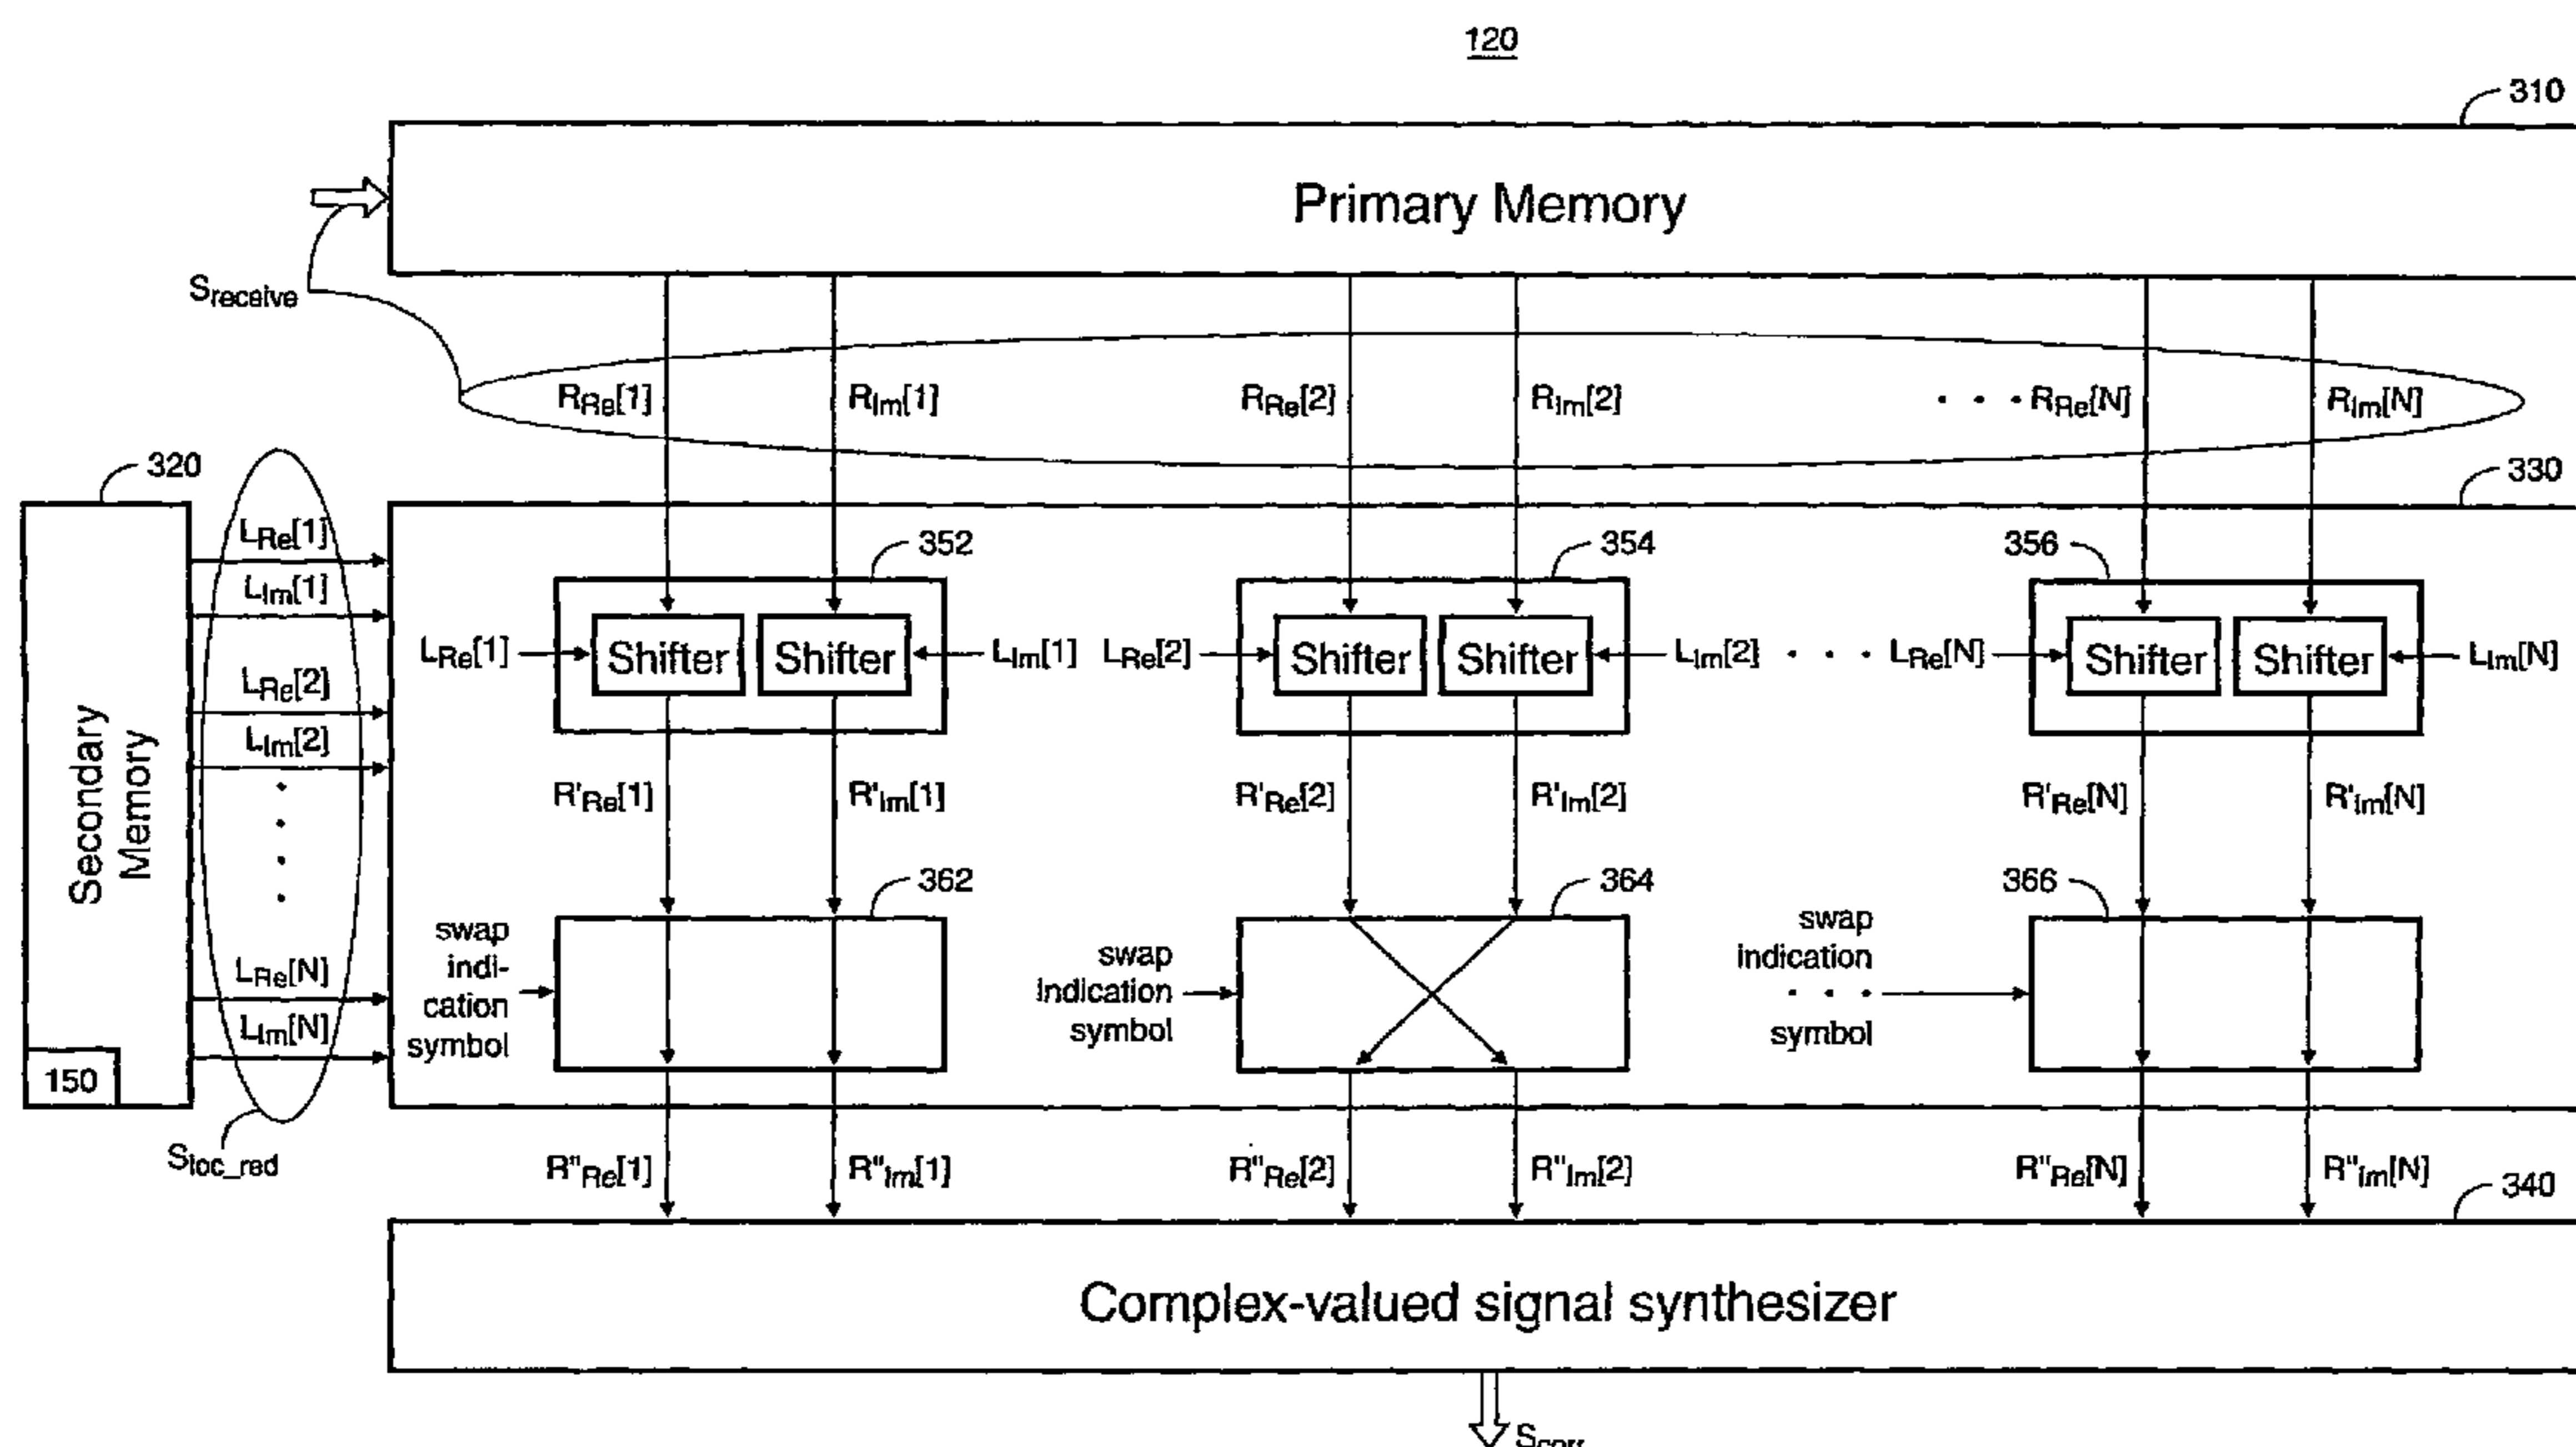 120
310
Primary Memory
Sreceive
RRe[1] RIm[1] RRe[2] RIm[2] · · · RRe[N] RIm[N]
320
330
Secondary Memory
LRe[1]
LIm[1]
LRe[2]
LIm[2]
LRe[N]
LIm[N]
150
Sloc_red
352 354 356
LRe[1] Shifter Shifter LIm[1] LRe[2] Shifter Shifter LIm[2] · · · LRe[N] Shifter Shifter LIm[N]
R'Re[1] R'Im[1] R'Re[2] R'Im[2] R'Re[N] R'Im[N]
362 364 366
swap
indi-
cation
symbol
swap
indication
symbol
swap
indication
· · ·
symbol
R"Re[1] R"Im[1] R"Re[2] R"Im[2] R"Re[N] R"Im[N]
340
Complex-valued signal synthesizer
Scorr